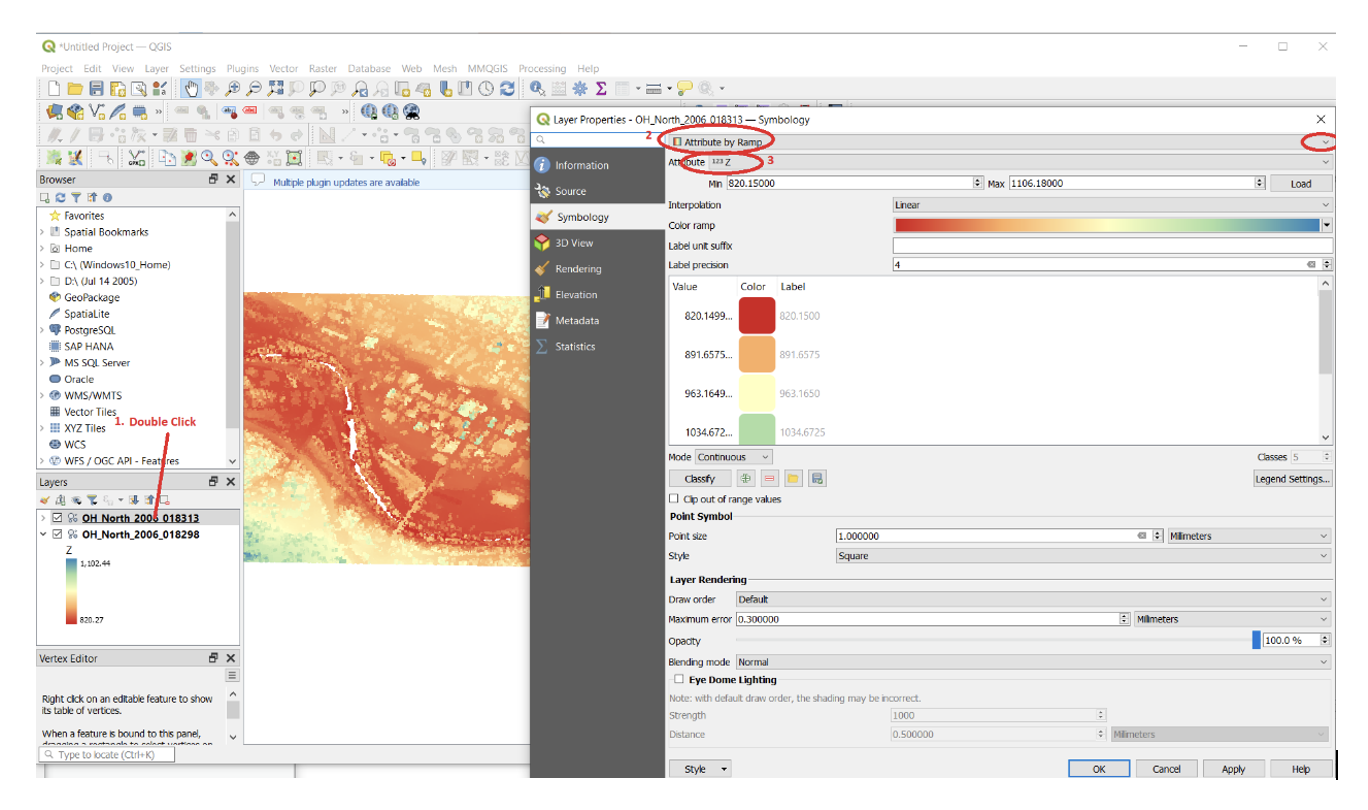 *Untitled Project — QGIS
Project Edit View Layer Settings Plugins Vector Raster Database Web Mesh MMQGIS Processing Help
Browser
Multiple plugin updates are available
Favorites
Spatial Bookmarks
Home
C:\ (Windows10_Home)
D:\ (Jul 14 2005)
GeoPackage
SpatiaLite
PostgreSQL
SAP HANA
MS SQL Server
Oracle
WMS/WMTS
Vector Tiles
XYZ Tiles
WCS
WFS / OGC API - Features
1. Double Click
Layers
OH_North_2006_018313
OH_North_2006_018298
Z
1,102.44
820.27
Vertex Editor
Right click on an editable feature to show
its table of vertices.
When a feature is bound to this panel,
dragging a rectangle to select vertices on
Type to locate (Ctrl+K)
Layer Properties - OH_North_2006_018313 — Symbology
Information
Source
Symbology
3D View
Rendering
Elevation
Metadata
Statistics
2 Attribute by Ramp
Attribute 123 Z 3
Min 820.15000 Max 1106.18000 Load
Interpolation Linear
Color ramp
Label unit suffix
Label precision 4
Value Color Label
820.1499... 820.1500
891.6575... 891.6575
963.1649... 963.1650
1034.672... 1034.6725
Mode Continuous Classes 5
Classify Legend Settings...
Clip out of range values
Point Symbol
Point size 1.000000 Millimeters
Style Square
Layer Rendering
Draw order Default
Maximum error 0.300000 Millimeters
Opacity 100.0 %
Blending mode Normal
Eye Dome Lighting
Note: with default draw order, the shading may be incorrect.
Strength 1000
Distance 0.500000 Millimeters
Style OK Cancel Apply Help